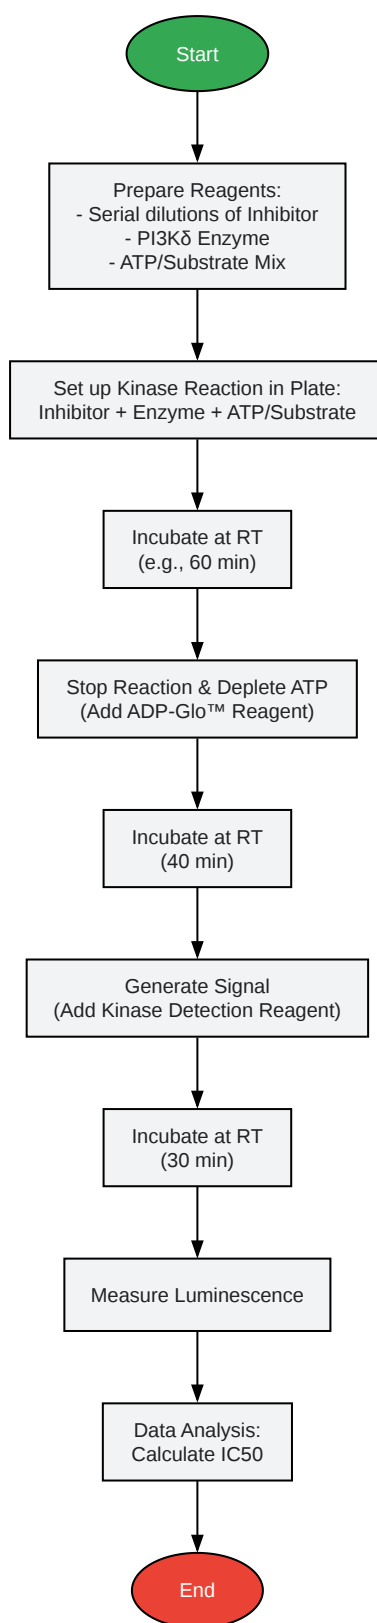 Start
Prepare Reagents:
- Serial dilutions of Inhibitor
- PI3Kδ Enzyme
- ATP/Substrate Mix
Set up Kinase Reaction in Plate:
Inhibitor + Enzyme + ATP/Substrate
Incubate at RT
(e.g., 60 min)
Stop Reaction & Deplete ATP
(Add ADP-Glo™ Reagent)
Incubate at RT
(40 min)
Generate Signal
(Add Kinase Detection Reagent)
Incubate at RT
(30 min)
Measure Luminescence
Data Analysis:
Calculate IC50
End